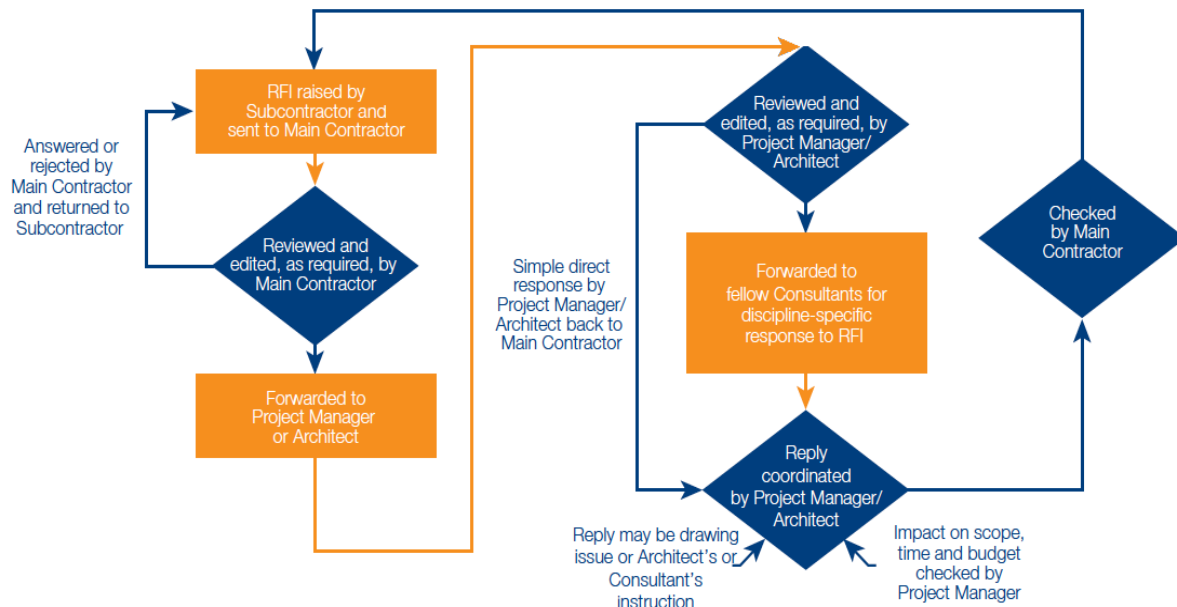 RFI raised by
Subcontractor and
sent to Main Contractor
Answered or
rejected by
Main Contractor
and returned to
Subcontractor
Reviewed and
edited, as required, by
Main Contractor
Forwarded to
Project Manager
or Architect
Reviewed and
edited, as required, by
Project Manager/
Architect
Simple direct
response by
Project Manager/
Architect back to
Main Contractor
Forwarded to
fellow Consultants for
discipline-specific
response to RFI
Reply
coordinated
by Project Manager/
Architect
Reply may be drawing
issue or Architect's or
Consultant's
instruction
Impact on scope,
time and budget
checked by
Project Manager
Checked
by Main
Contractor